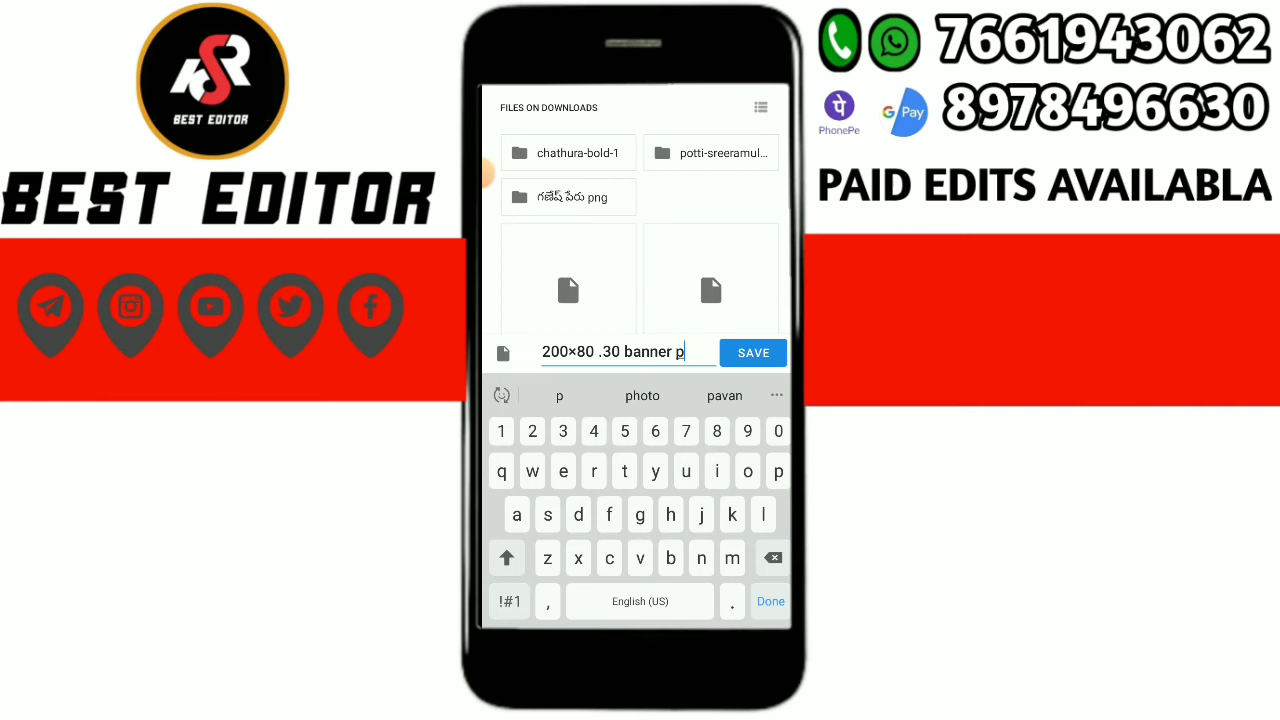 KSR
BEST EDITOR
BEST EDITOR
7661943062
PhonePe
G Pay
8978496630
PAID EDITS AVAILABLA
FILES ON DOWNLOADS
chathura-bold-1
potti-sreeramul...
గణేష్ పేరు png
200×80 .30 banner p
SAVE
p
photo
pavan
1 2 3 4 5 6 7 8 9 0
q w e r t y u i o p
a s d f g h j k l
z x c v b n m
!#1 , English (US) . Done